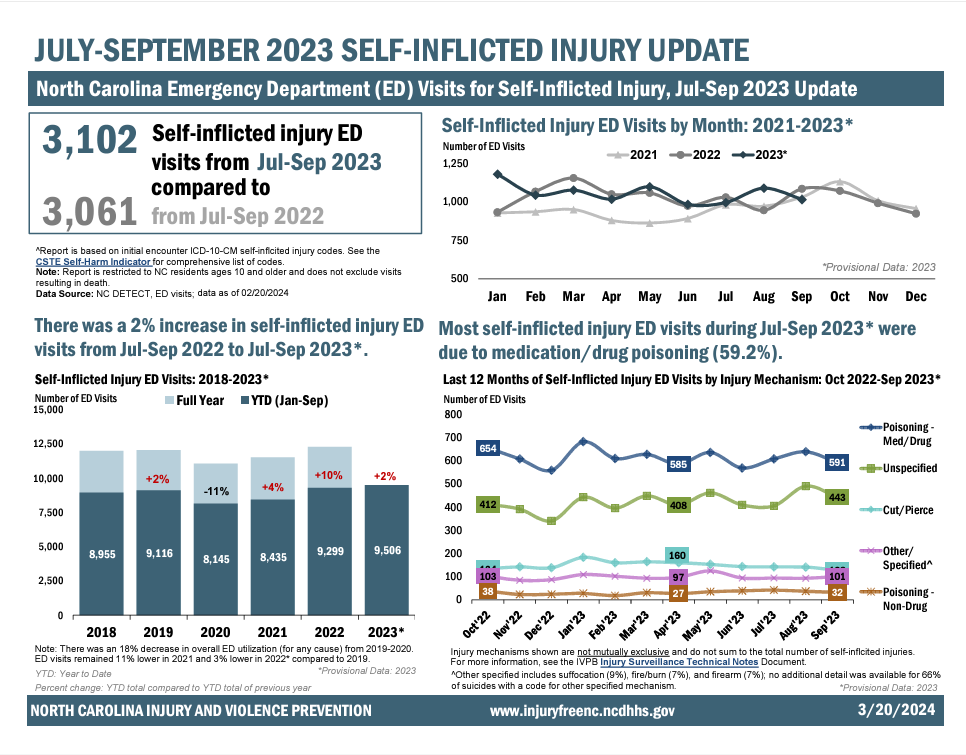 JULY-SEPTEMBER 2023 SELF-INFLICTED INJURY UPDATE
North Carolina Emergency Department (ED) Visits for Self-Inflicted Injury, Jul-Sep 2023 Update
3,102
Self-inflicted injury ED
visits from Jul-Sep 2023
compared to
3,061
from Jul-Sep 2022
^Report is based on initial encounter ICD-10-CM self-inflcited injury codes. See the
CSTE Self-Harm Indicator for comprehensive list of codes.
Note: Report is restricted to NC residents ages 10 and older and does not exclude visits
resulting in death.
Data Source: NC DETECT, ED visits; data as of 02/20/2024
Self-Inflicted Injury ED Visits by Month: 2021-2023*
Number of ED Visits
2021 2022 2023*
1,250
1,000
750
500
*Provisional Data: 2023
Jan Feb Mar Apr May Jun Jul Aug Sep Oct Nov Dec
There was a 2% increase in self-inflicted injury ED
visits from Jul-Sep 2022 to Jul-Sep 2023*.
Self-Inflicted Injury ED Visits: 2018-2023*
Number of ED Visits
Full Year YTD (Jan-Sep)
15,000
12,500
10,000
7,500
5,000
2,500
0
+2% -11% +4% +10% +2%
8,955 9,116 8,145 8,435 9,299 9,506
2018 2019 2020 2021 2022 2023*
Note: There was an 18% decrease in overall ED utilization (for any cause) from 2019-2020.
ED visits remained 11% lower in 2021 and 3% lower in 2022* compared to 2019.
YTD: Year to Date
*Provisional Data: 2023
Percent change: YTD total compared to YTD total of previous year
Most self-inflicted injury ED visits during Jul-Sep 2023* were
due to medication/drug poisoning (59.2%).
Last 12 Months of Self-Inflicted Injury ED Visits by Injury Mechanism: Oct 2022-Sep 2023*
Number of ED Visits
800
700
600
500
400
300
200
100
0
654 585 591
412 408 443
160
103 97 101
38 27 32
Poisoning -
Med/Drug
Unspecified
Cut/Pierce
Other/
Specified^
Poisoning -
Non-Drug
Oct'22 Nov'22 Dec'22 Jan'23 Feb'23 Mar'23 Apr'23 May'23 Jun'23 Jul'23 Aug'23 Sep'23
Injury mechanisms shown are not mutually exclusive and do not sum to the total number of self-inflcited injuries.
For more information, see the IVPB Injury Surveillance Technical Notes Document.
^Other specified includes suffocation (9%), fire/burn (7%), and firearm (7%); no additional detail was available for 66%
of suicides with a code for other specified mechanism.
*Provisional Data: 2023
NORTH CAROLINA INJURY AND VIOLENCE PREVENTION
www.injuryfreenc.ncdhhs.gov
3/20/2024